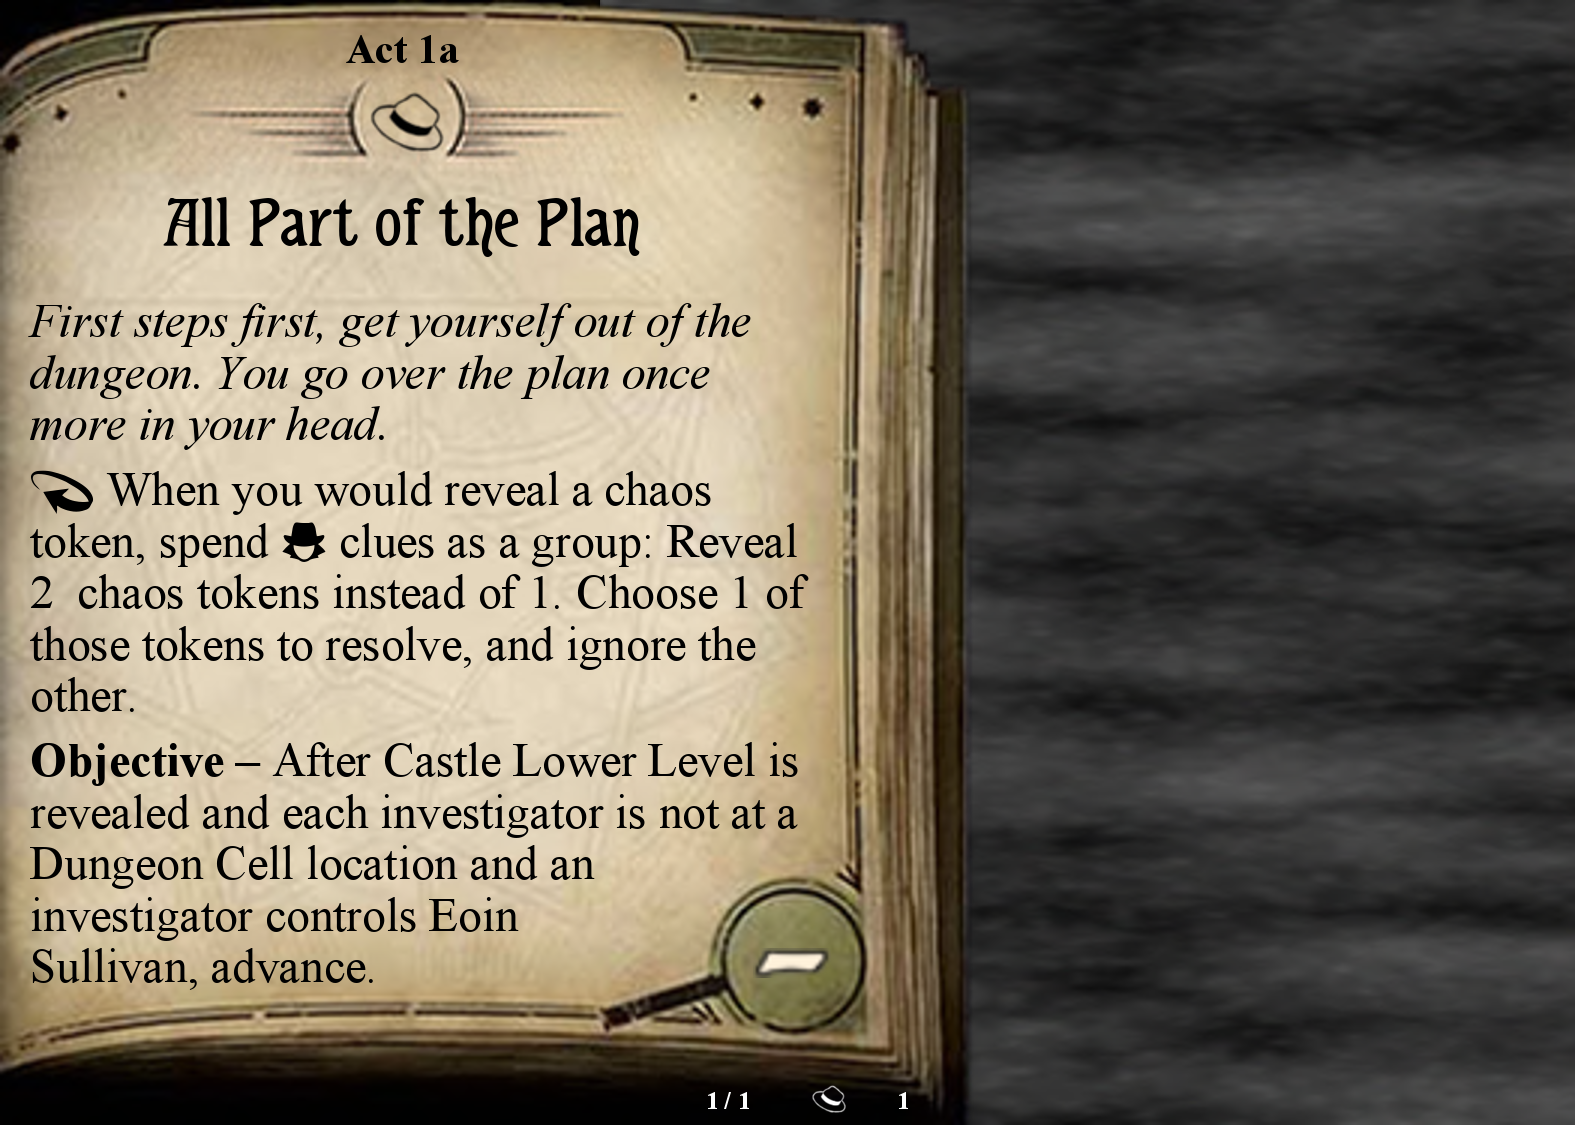 Act 1a
All Part of the Plan
First steps first, get yourself out of the
dungeon. You go over the plan once
more in your head.
When you would reveal a chaos
token, spend clues as a group: Reveal
2 chaos tokens instead of 1. Choose 1 of
those tokens to resolve, and ignore the
other.
Objective – After Castle Lower Level is
revealed and each investigator is not at a
Dungeon Cell location and an
investigator controls Eoin
Sullivan, advance.
–
1 / 1 1